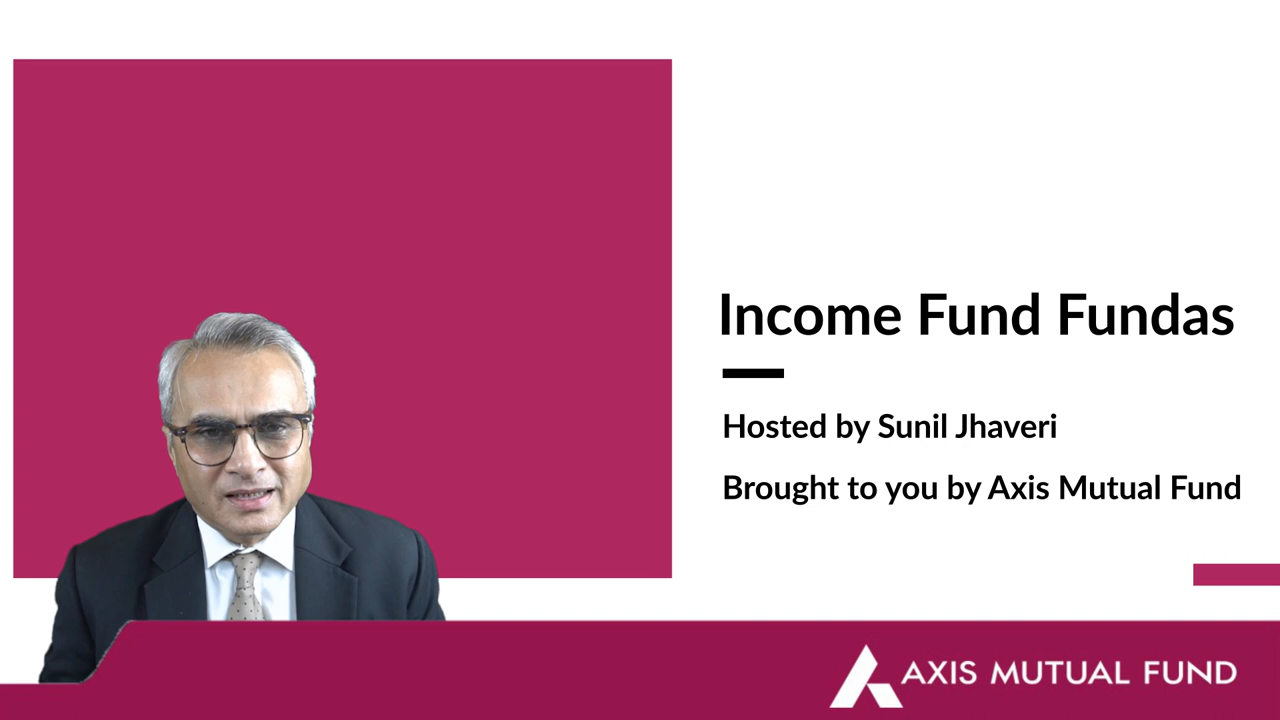 Income Fund Fundas
Hosted by Sunil Jhaveri
Brought to you by Axis Mutual Fund
AXIS MUTUAL FUND